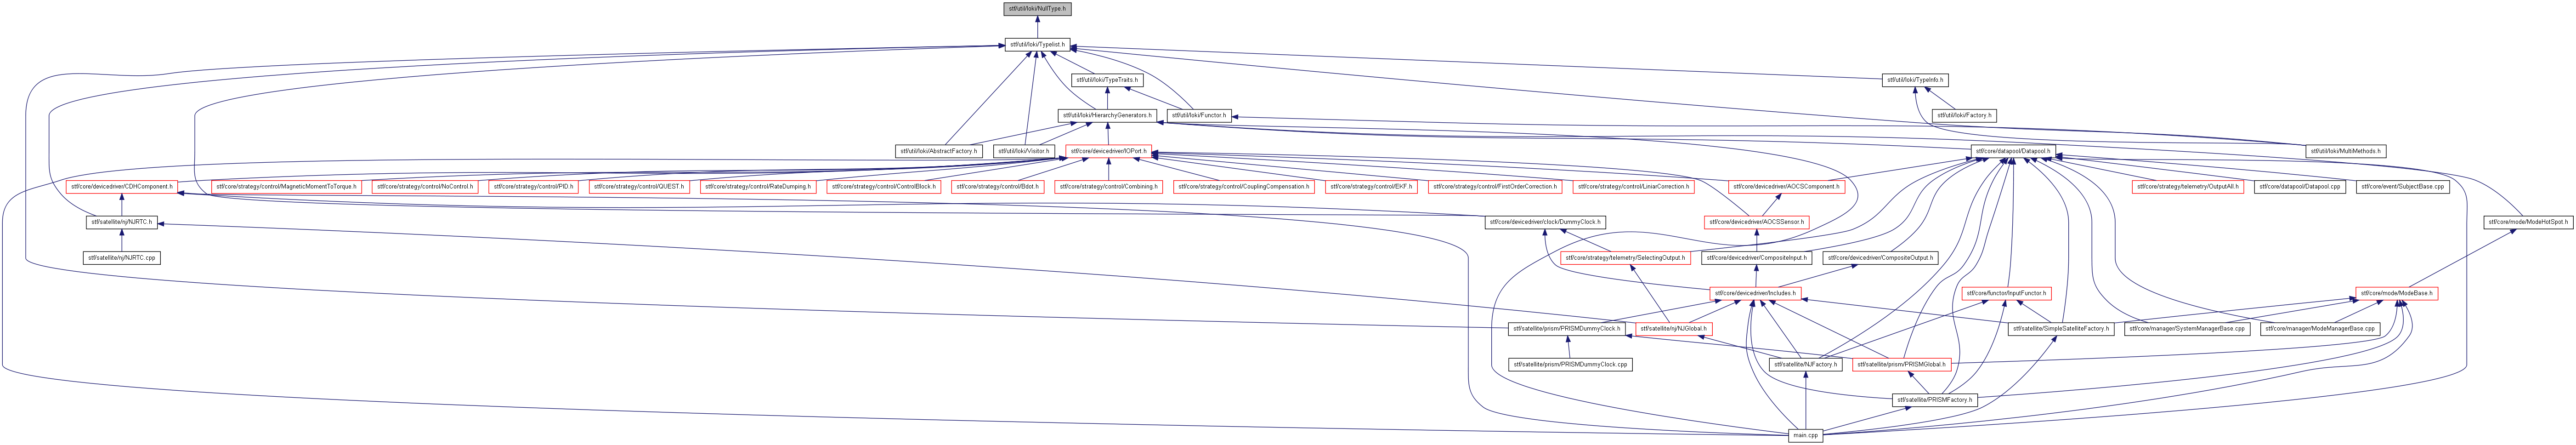 stf/util/loki/NullType.h
stf/util/loki/Typelist.h
stf/util/loki/TypeTraits.h
stf/util/loki/TypeInfo.h
stf/util/loki/HierarchyGenerators.h
stf/util/loki/Functor.h
stf/util/loki/Factory.h
stf/util/loki/AbstractFactory.h
stf/util/loki/Visitor.h
stf/core/devicedriver/IOPort.h
stf/core/datapool/Datapool.h
stf/util/loki/MultiMethods.h
stf/core/devicedriver/CDHComponent.h
stf/core/strategy/control/MagneticMomentToTorque.h
stf/core/strategy/control/NoControl.h
stf/core/strategy/control/PID.h
stf/core/strategy/control/QUEST.h
stf/core/strategy/control/RateDumping.h
stf/core/strategy/control/ControlBlock.h
stf/core/strategy/control/Bdot.h
stf/core/strategy/control/Combining.h
stf/core/strategy/control/CouplingCompensation.h
stf/core/strategy/control/EKF.h
stf/core/strategy/control/FirstOrderCorrection.h
stf/core/strategy/control/LiniarCorrection.h
stf/core/devicedriver/AOCSComponent.h
stf/core/strategy/telemetry/OutputAll.h
stf/core/datapool/Datapool.cpp
stf/core/event/SubjectBase.cpp
stf/satellite/nj/NJRTC.h
stf/core/devicedriver/clock/DummyClock.h
stf/core/devicedriver/AOCSSensor.h
stf/core/mode/ModeHotSpot.h
stf/satellite/nj/NJRTC.cpp
stf/core/strategy/telemetry/SelectingOutput.h
stf/core/devicedriver/CompositeInput.h
stf/core/devicedriver/CompositeOutput.h
stf/core/devicedriver/Includes.h
stf/core/functor/InputFunctor.h
stf/core/mode/ModeBase.h
stf/satellite/prism/PRISMDummyClock.h
stf/satellite/nj/NJGlobal.h
stf/satellite/SimpleSatelliteFactory.h
stf/core/manager/SystemManagerBase.cpp
stf/core/manager/ModeManagerBase.cpp
stf/satellite/prism/PRISMDummyClock.cpp
stf/satellite/NJFactory.h
stf/satellite/prism/PRISMGlobal.h
stf/satellite/PRISMFactory.h
main.cpp